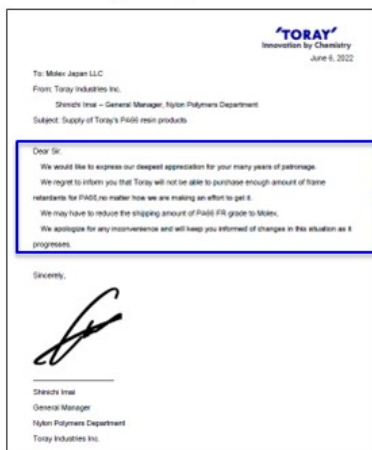 'TORAY'
Innovation by Chemistry
June 6, 2022
To: Molex Japan LLC
From: Toray Industries Inc.
Shinichi Imai – General Manager, Nylon Polymers Department
Subject: Supply of Toray's PA66 resin products
Dear Sir,
We would like to express our deepest appreciation for your many years of patronage.
We regret to inform you that Toray will not be able to purchase enough amount of frame
retardants for PA66,no matter how we are making an effort to get it.
We may have to reduce the shipping amount of PA66 FR grade to Molex.
We apologize for any inconvenience and will keep you informed of changes in this situation as it
progresses.
Sincerely,
Shinichi Imai
General Manager
Nylon Polymers Department
Toray Industries Inc.